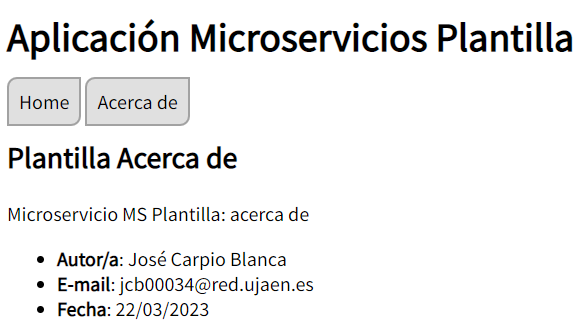 Aplicación Microservicios Plantilla
Home Acerca de
Plantilla Acerca de
Microservicio MS Plantilla: acerca de
Autor/a: José Carpio Blanca
E-mail: jcb00034@red.ujaen.es
Fecha: 22/03/2023